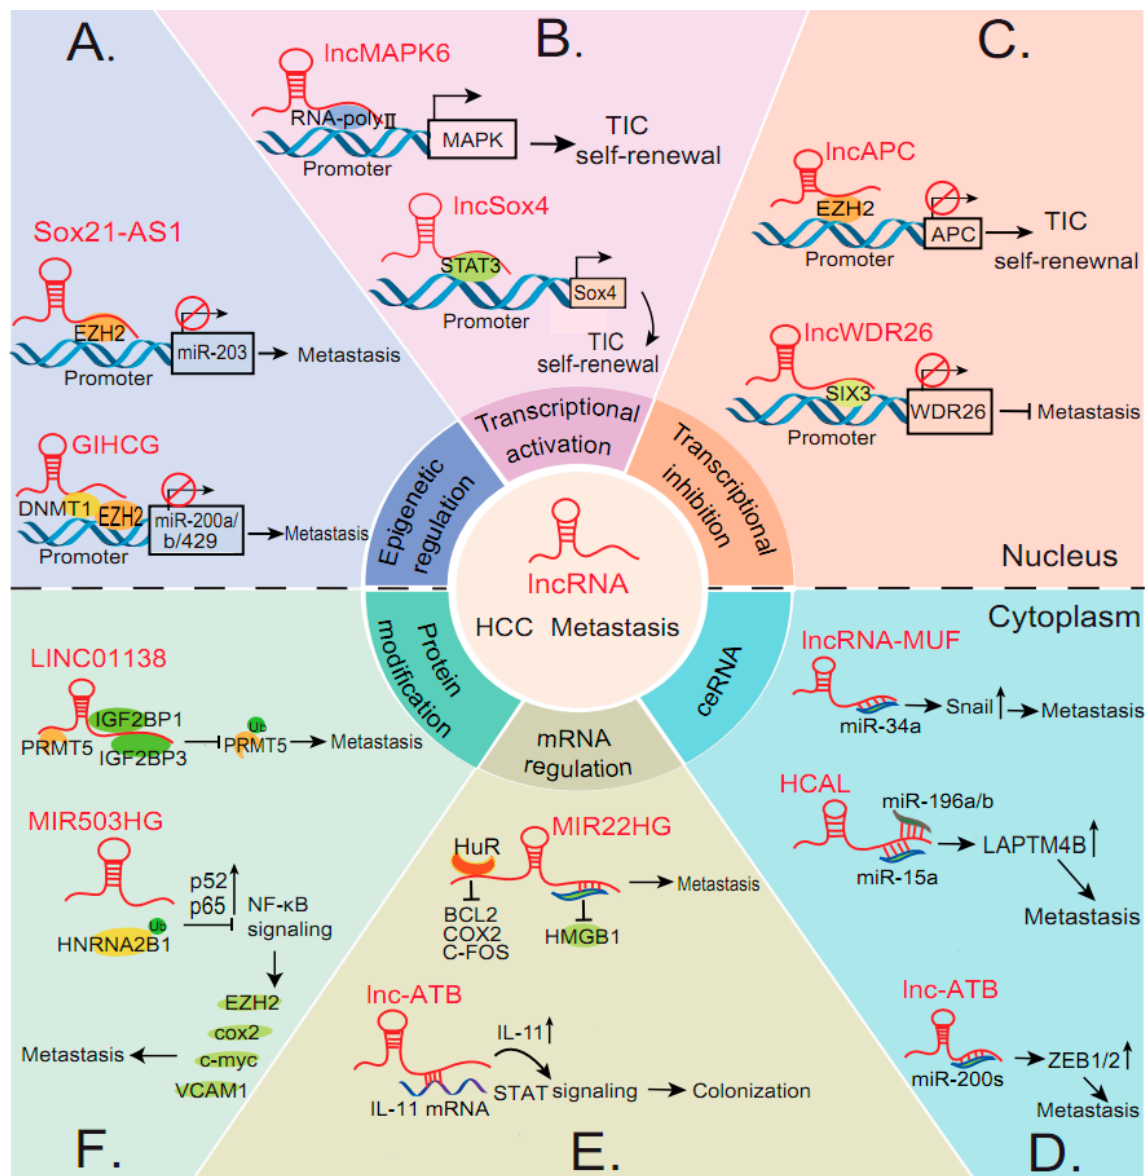 A.
Sox21-AS1
EZH2
miR-203
Promoter
Metastasis
GIHCG
DNMT1
EZH2
miR-200a/
b/429
Promoter
Metastasis
B.
lncMAPK6
RNA-polyⅡ
MAPK
Promoter
TIC
self-renewal
lncSox4
STAT3
Sox4
Promoter
TIC
self-renewal
C.
lncAPC
EZH2
APC
Promoter
TIC
self-renewnal
lncWDR26
SIX3
WDR26
Promoter
Metastasis
Nucleus
Epigenetic
regulation
Transcriptional
activation
Transcriptional
inhibition
lncRNA
HCC Metastasis
Protein
modification
mRNA
regulation
ceRNA
Cytoplasm
lncRNA-MUF
miR-34a
Snail
Metastasis
HCAL
miR-196a/b
miR-15a
LAPTM4B
Metastasis
lnc-ATB
miR-200s
ZEB1/2
Metastasis
D.
MIR22HG
HuR
BCL2
COX2
C-FOS
HMGB1
Metastasis
lnc-ATB
IL-11
IL-11 mRNA
STAT signaling
Colonization
E.
LINC01138
IGF2BP1
PRMT5
IGF2BP3
Ub
PRMT5
Metastasis
MIR503HG
p52
p65
NF-κB
signaling
Ub
HNRNA2B1
EZH2
cox2
c-myc
VCAM1
Metastasis
F.